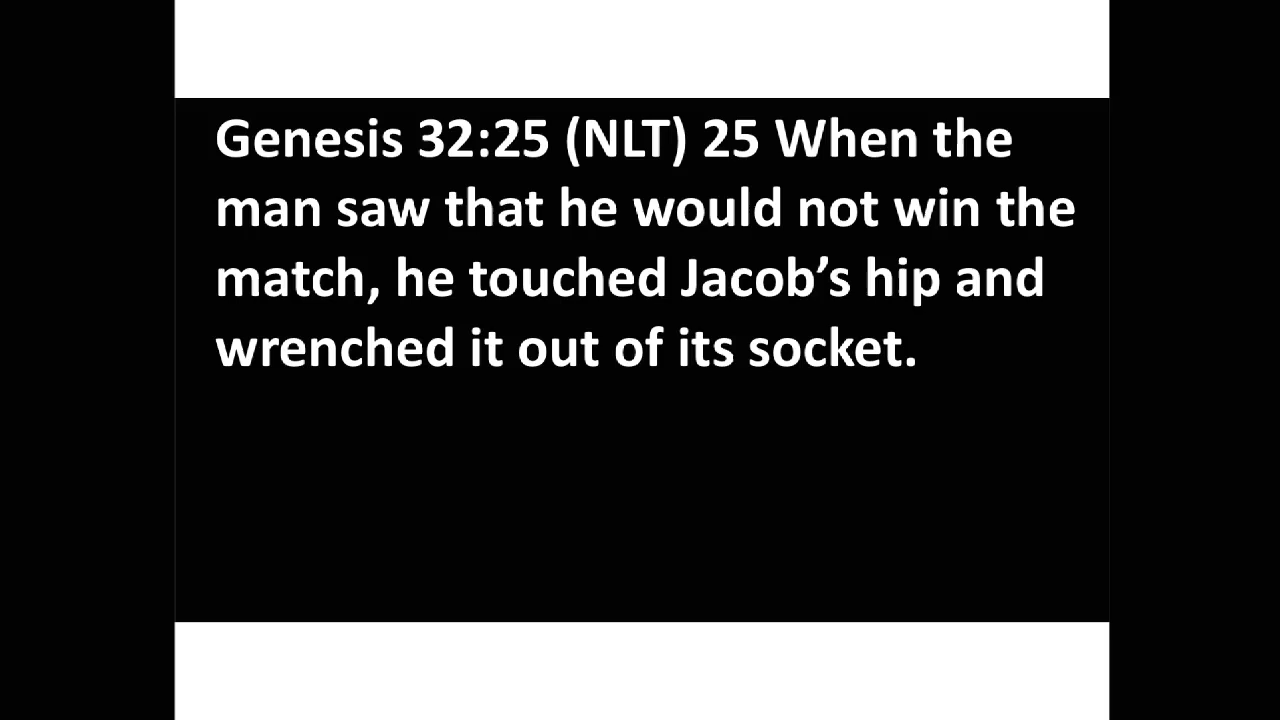 Genesis 32:25 (NLT) 25 When the
man saw that he would not win the
match, he touched Jacob’s hip and
wrenched it out of its socket.